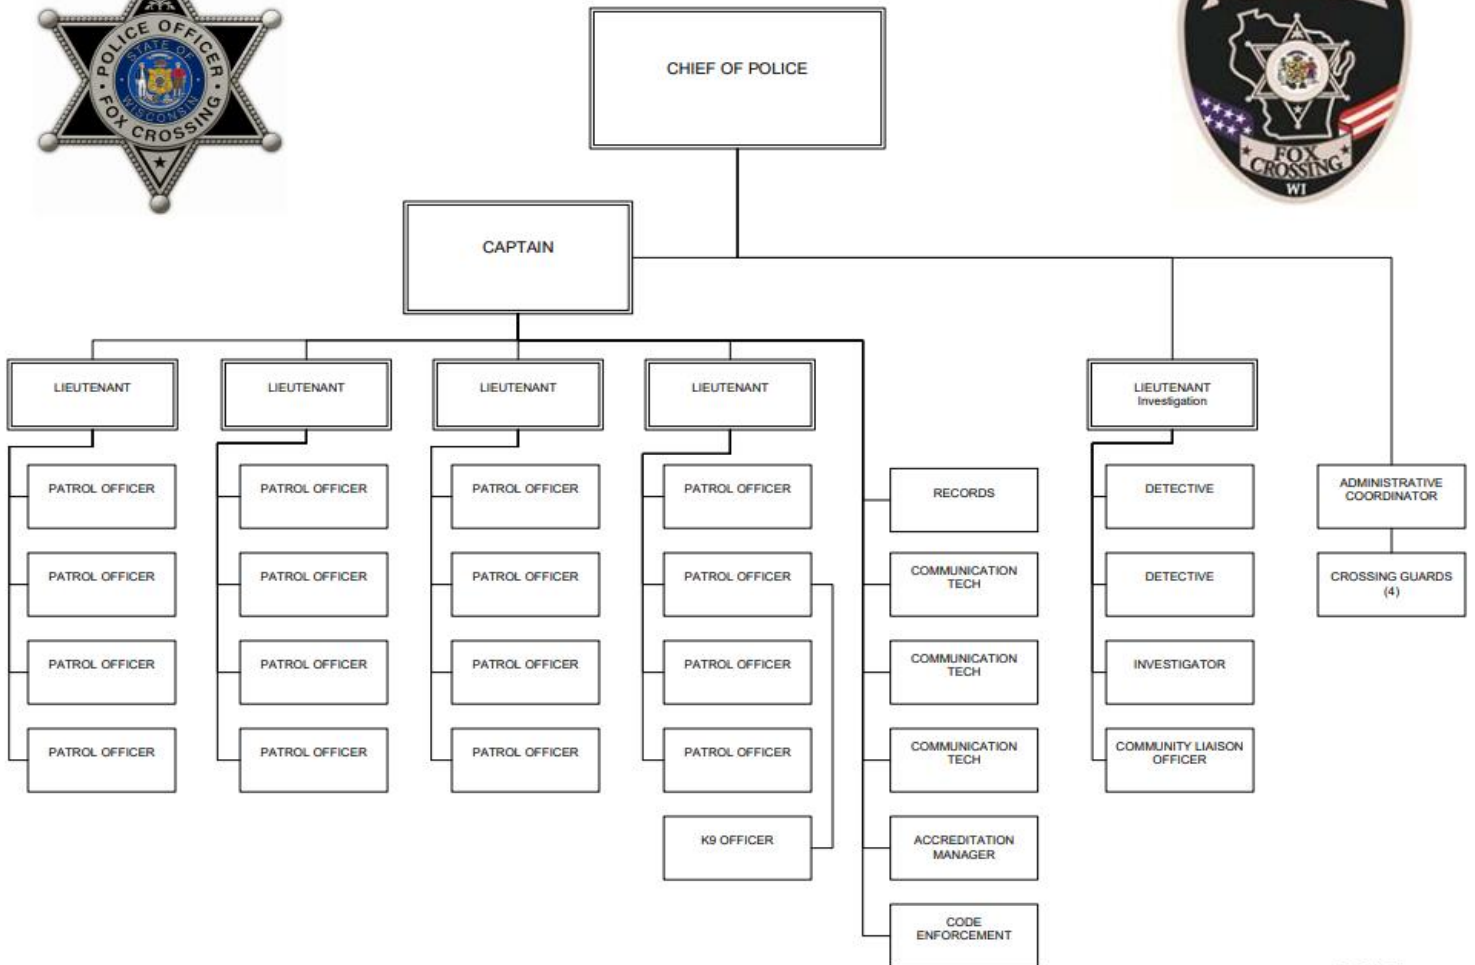 POLICE OFFICER
STATE OF
WISCONSIN
FOX CROSSING
CHIEF OF POLICE
FOX
CROSSING
WI
CAPTAIN
LIEUTENANT
LIEUTENANT
LIEUTENANT
LIEUTENANT
LIEUTENANT
Investigation
PATROL OFFICER
PATROL OFFICER
PATROL OFFICER
PATROL OFFICER
RECORDS
DETECTIVE
ADMINISTRATIVE
COORDINATOR
PATROL OFFICER
PATROL OFFICER
PATROL OFFICER
PATROL OFFICER
COMMUNICATION
TECH
DETECTIVE
CROSSING GUARDS
(4)
PATROL OFFICER
PATROL OFFICER
PATROL OFFICER
PATROL OFFICER
COMMUNICATION
TECH
INVESTIGATOR
PATROL OFFICER
PATROL OFFICER
PATROL OFFICER
PATROL OFFICER
COMMUNICATION
TECH
COMMUNITY LIAISON
OFFICER
K9 OFFICER
ACCREDITATION
MANAGER
CODE
ENFORCEMENT